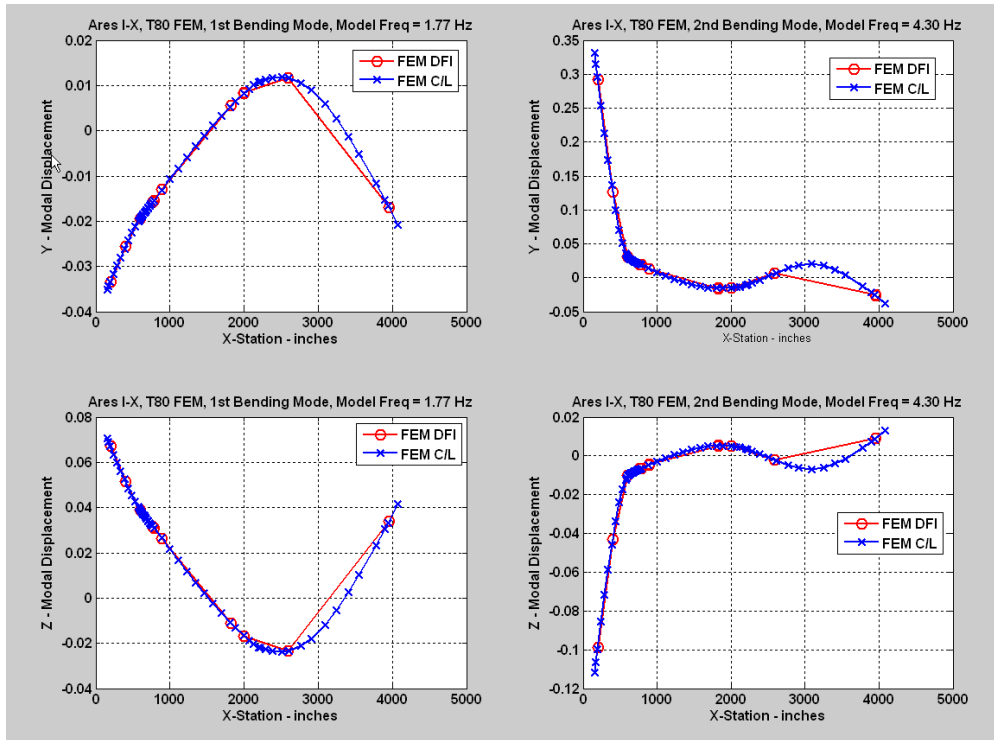 Ares I-X, T80 FEM, 1st Bending Mode, Model Freq = 1.77 Hz
0.02
0.01
0
-0.01
-0.02
-0.03
-0.04
Y - Modal Displacement
FEM DFI
FEM C/L
0
1000
2000
3000
4000
5000
X-Station - inches
Ares I-X, T80 FEM, 2nd Bending Mode, Model Freq = 4.30 Hz
0.35
0.3
0.25
0.2
0.15
0.1
0.05
0
-0.05
Y - Modal Displacement
FEM DFI
FEM C/L
0
1000
2000
3000
4000
5000
X-Station - inches
Ares I-X, T80 FEM, 1st Bending Mode, Model Freq = 1.77 Hz
0.08
0.06
0.04
0.02
0
-0.02
-0.04
Z - Modal Displacement
FEM DFI
FEM C/L
0
1000
2000
3000
4000
5000
X-Station - inches
Ares I-X, T80 FEM, 2nd Bending Mode, Model Freq = 4.30 Hz
0.02
0
-0.02
-0.04
-0.06
-0.08
-0.1
-0.12
Z - Modal Displacement
FEM DFI
FEM C/L
0
1000
2000
3000
4000
5000
X-Station - inches